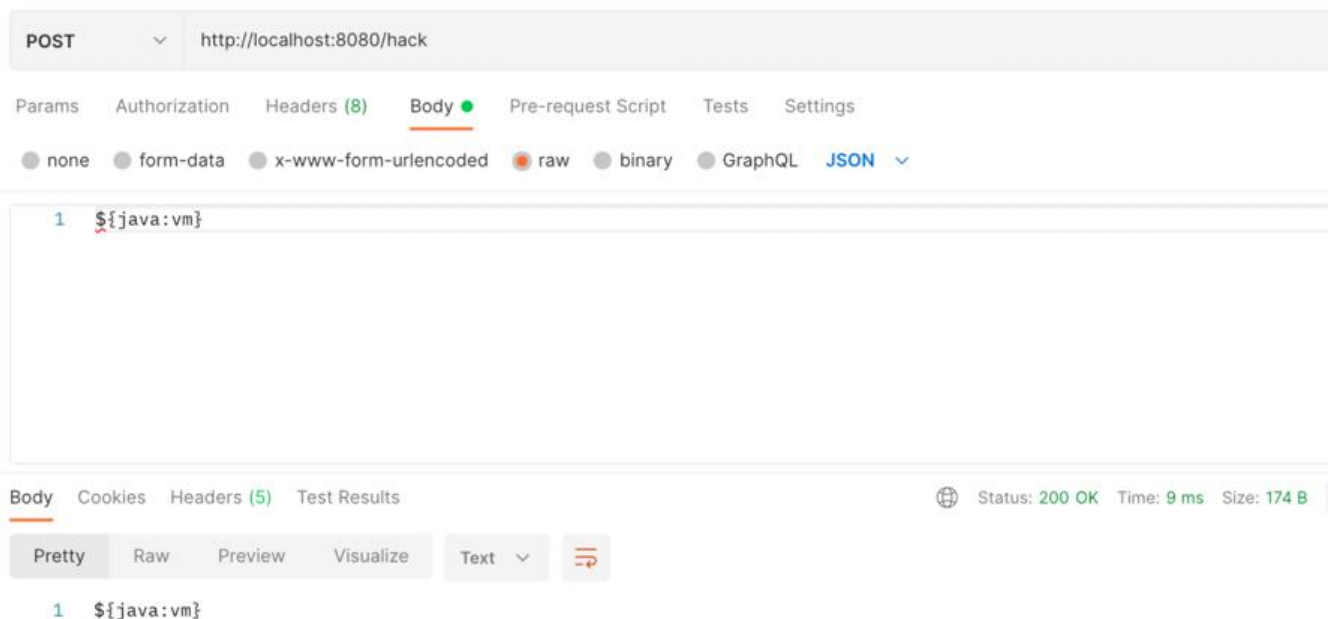 POST http://localhost:8080/hack
Params Authorization Headers (8) Body Pre-request Script Tests Settings
none form-data x-www-form-urlencoded raw binary GraphQL JSON
1 ${java:vm}
Body Cookies Headers (5) Test Results Status: 200 OK Time: 9 ms Size: 174 B
Pretty Raw Preview Visualize Text
1 ${java:vm}